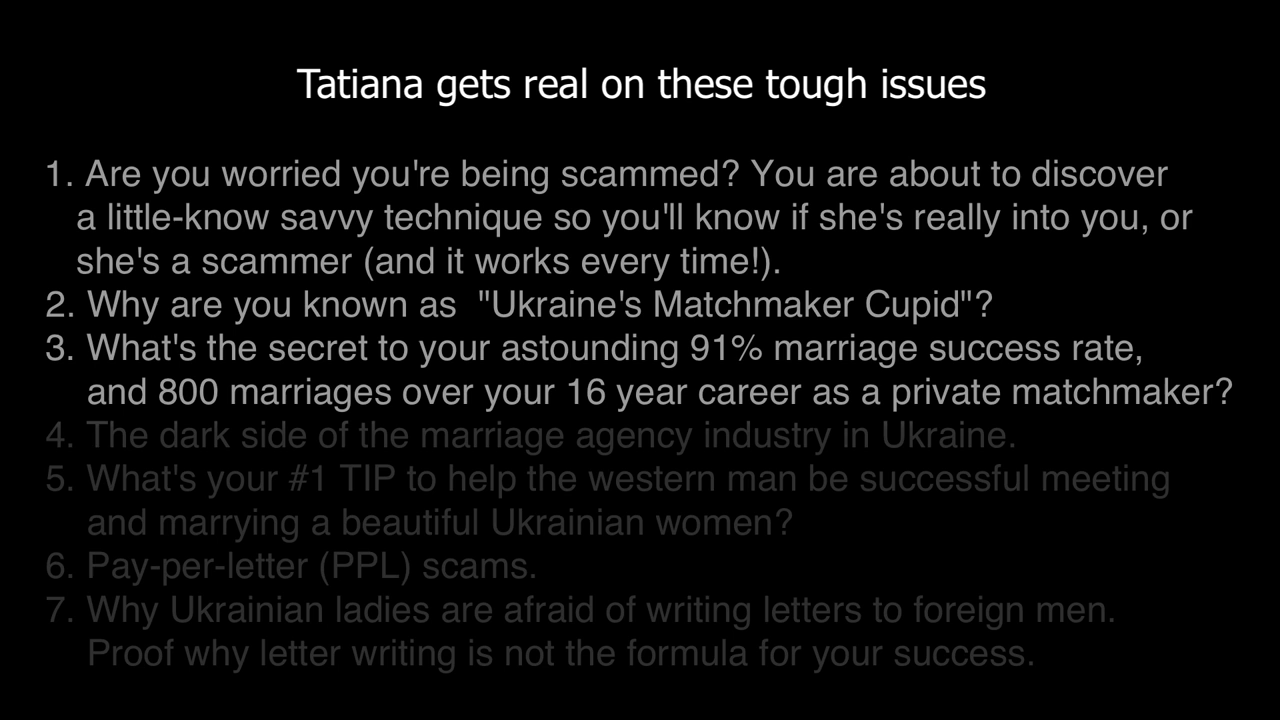 Tatiana gets real on these tough issues
1. Are you worried you're being scammed? You are about to discover
a little-know savvy technique so you'll know if she's really into you, or
she's a scammer (and it works every time!).
2. Why are you known as  "Ukraine's Matchmaker Cupid"?
3. What's the secret to your astounding 91% marriage success rate,
and 800 marriages over your 16 year career as a private matchmaker?
4. The dark side of the marriage agency industry in Ukraine.
5. What's your #1 TIP to help the western man be successful meeting
and marrying a beautiful Ukrainian women?
6. Pay-per-letter (PPL) scams.
7. Why Ukrainian ladies are afraid of writing letters to foreign men.
Proof why letter writing is not the formula for your success.